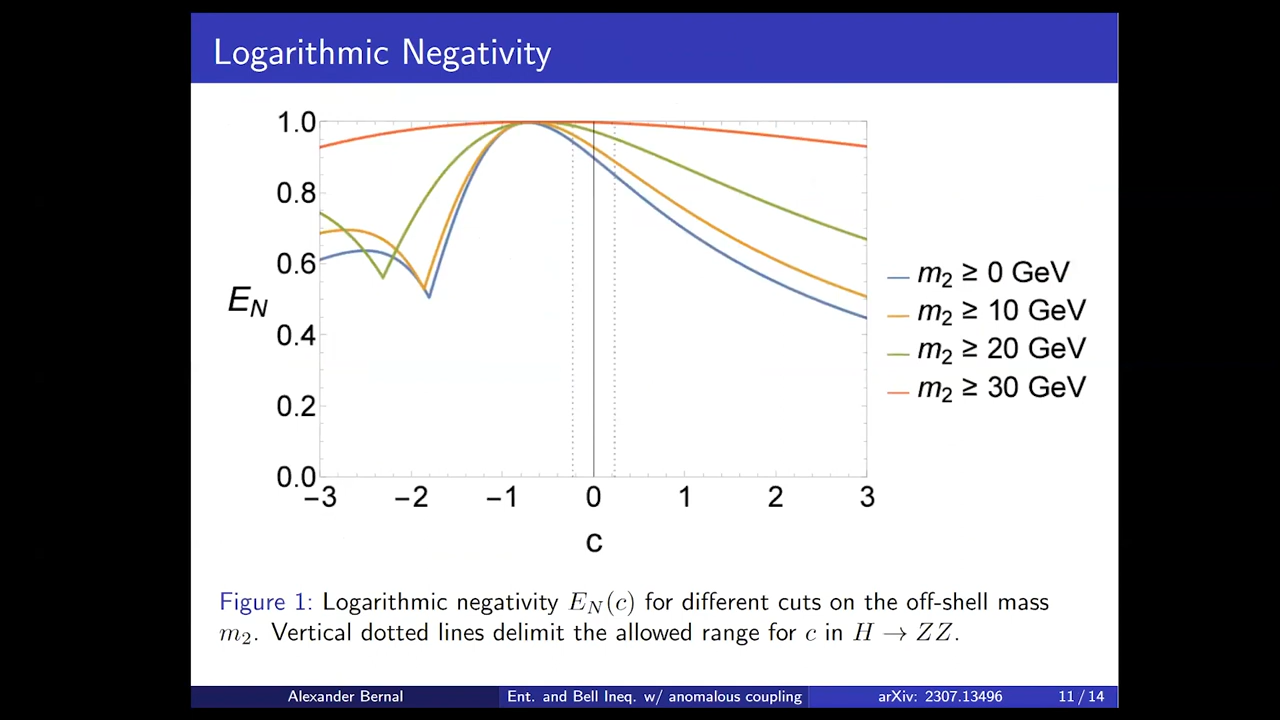 Logarithmic Negativity
1.0
0.8
0.6
0.4
0.2
0.0
E_N
−3 −2 −1 0 1 2 3
c
m₂ ≥ 0 GeV
m₂ ≥ 10 GeV
m₂ ≥ 20 GeV
m₂ ≥ 30 GeV
Figure 1: Logarithmic negativity E_N(c) for different cuts on the off-shell mass
m₂. Vertical dotted lines delimit the allowed range for c in H → ZZ.
Alexander Bernal Ent. and Bell Ineq. w/ anomalous coupling arXiv: 2307.13496 11 / 14